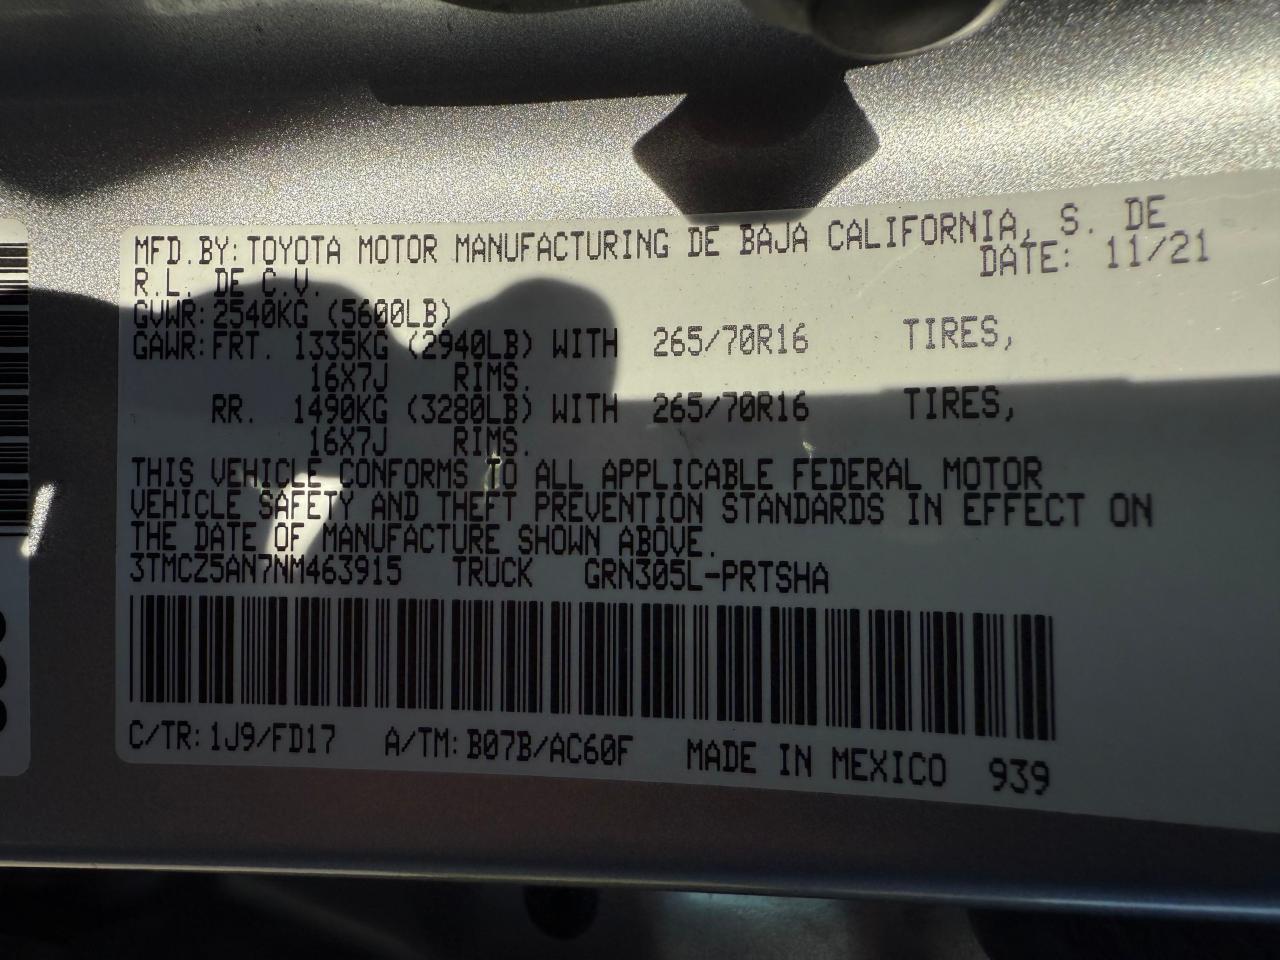 MFD.BY: TOYOTA MOTOR MANUFACTURING DE BAJA CALIFORNIA, S. DE
R.L. DE C.V. DATE: 11/21
GVWR: 2540KG (5600LB)
GAWR: FRT. 1335KG (2940LB) WITH 265/70R16 TIRES,
16X7J RIMS.
RR. 1490KG (3280LB) WITH 265/70R16 TIRES,
16X7J RIMS.
THIS VEHICLE CONFORMS TO ALL APPLICABLE FEDERAL MOTOR
VEHICLE SAFETY AND THEFT PREVENTION STANDARDS IN EFFECT ON
THE DATE OF MANUFACTURE SHOWN ABOVE.
3TMCZ5AN7NM463915 TRUCK GRN305L-PRTSHA
C/TR: 1J9/FD17 A/TM: B07B/AC60F MADE IN MEXICO 939